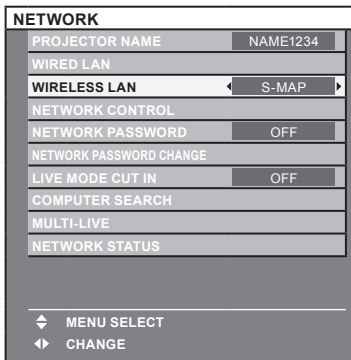 NETWORK
PROJECTOR NAME NAME1234
WIRED LAN
WIRELESS LAN S-MAP
NETWORK CONTROL
NETWORK PASSWORD OFF
NETWORK PASSWORD CHANGE
LIVE MODE CUT IN OFF
COMPUTER SEARCH
MULTI-LIVE
NETWORK STATUS
MENU SELECT
CHANGE